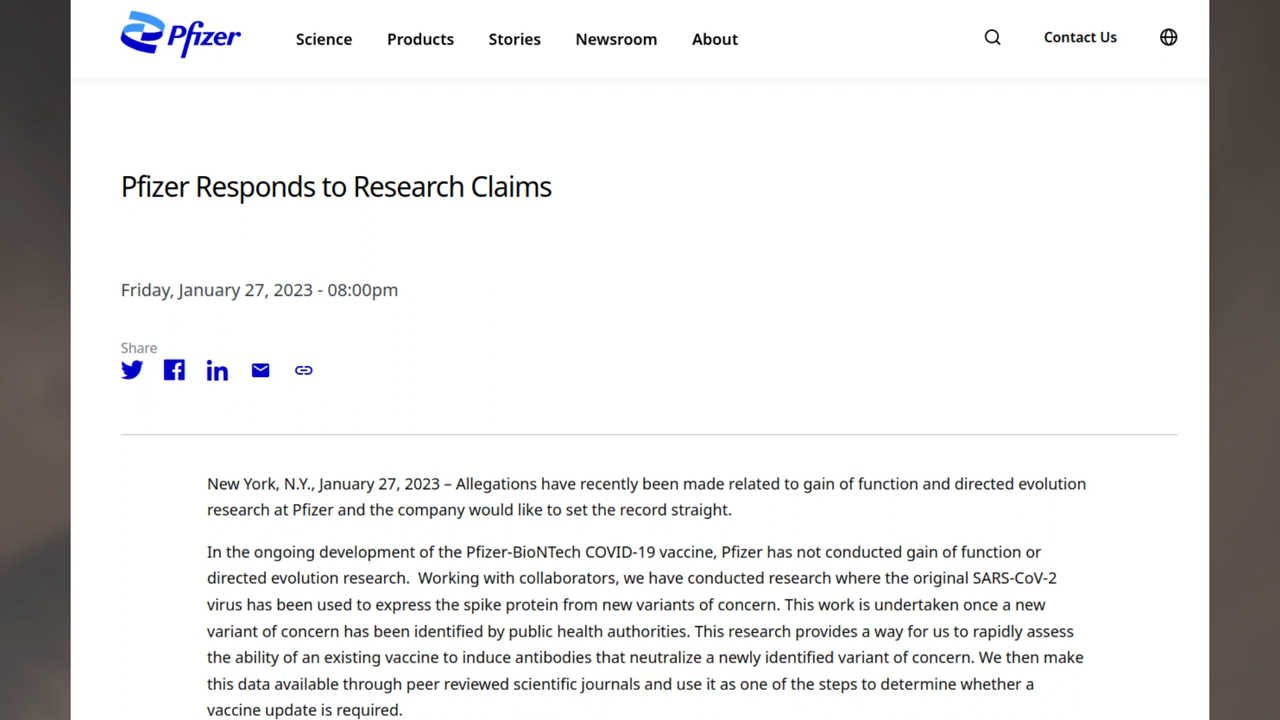 Pfizer Science Products Stories Newsroom About Contact Us
Pfizer Responds to Research Claims
Friday, January 27, 2023 - 08:00pm
Share
New York, N.Y., January 27, 2023 – Allegations have recently been made related to gain of function and directed evolution
research at Pfizer and the company would like to set the record straight.
In the ongoing development of the Pfizer-BioNTech COVID-19 vaccine, Pfizer has not conducted gain of function or
directed evolution research.  Working with collaborators, we have conducted research where the original SARS-CoV-2
virus has been used to express the spike protein from new variants of concern. This work is undertaken once a new
variant of concern has been identified by public health authorities. This research provides a way for us to rapidly assess
the ability of an existing vaccine to induce antibodies that neutralize a newly identified variant of concern. We then make
this data available through peer reviewed scientific journals and use it as one of the steps to determine whether a
vaccine update is required.